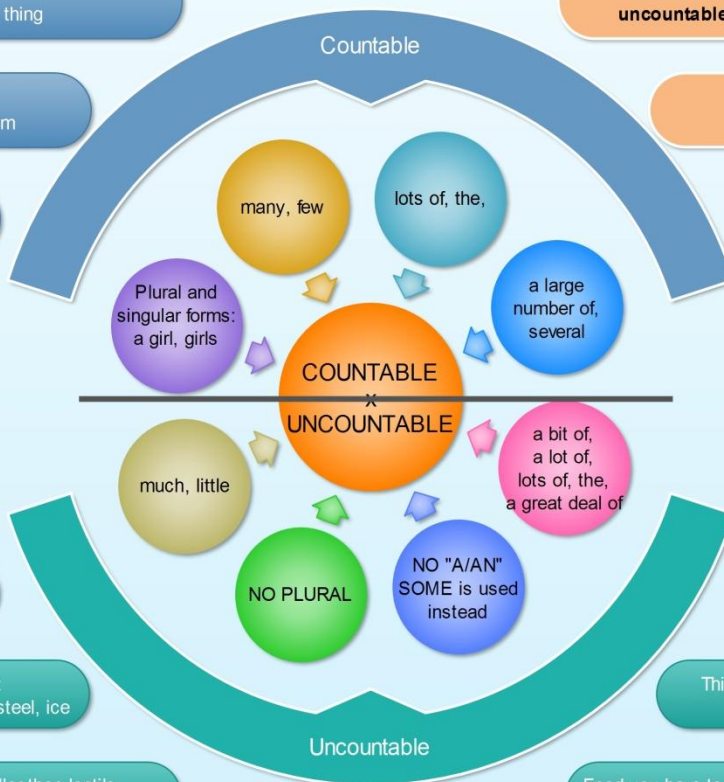 thing
uncountable
Countable
m
many, few
lots of, the,
Plural and
singular forms:
a girl, girls
a large
number of,
several
COUNTABLE
x
UNCOUNTABLE
much, little
a bit of,
a lot of,
lots of, the,
a great deal of
NO PLURAL
NO "A/AN"
SOME is used
instead
steel, ice
Thi
Uncountable